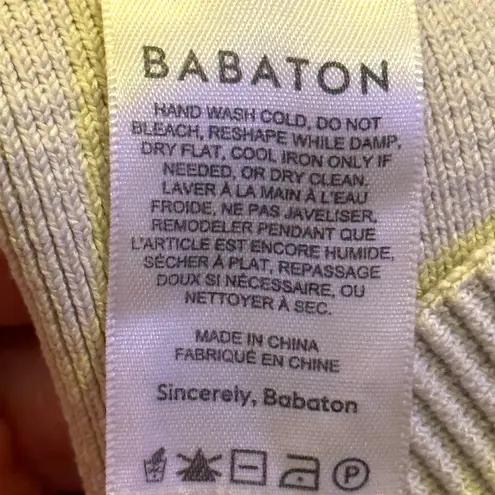 BABATON
HAND WASH COLD, DO NOT
BLEACH, RESHAPE WHILE DAMP,
DRY FLAT, COOL IRON ONLY IF
NEEDED, OR DRY CLEAN.
LAVER À LA MAIN À L'EAU
FROIDE, NE PAS JAVELISER,
REMODELER PENDANT QUE
L'ARTICLE EST ENCORE HUMIDE,
SÉCHER À PLAT, REPASSAGE
DOUX SI NÉCESSAIRE, OU
NETTOYER À SEC.
MADE IN CHINA
FABRIQUÉ EN CHINE
Sincerely, Babaton
P